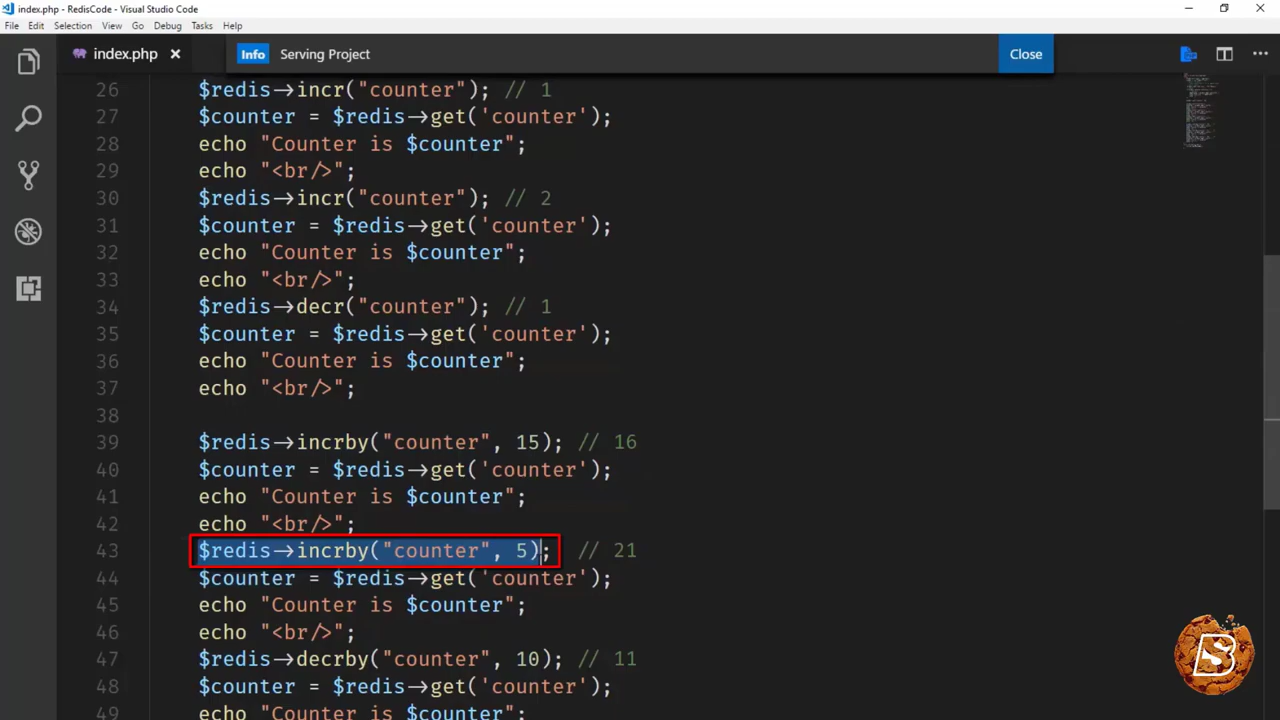 index.php - RedisCode - Visual Studio Code
File Edit Selection View Go Debug Tasks Help
index.php
Info Serving Project Close
26 $redis->incr("counter"); // 1
27 $counter = $redis->get('counter');
28 echo "Counter is $counter";
29 echo "<br/>";
30 $redis->incr("counter"); // 2
31 $counter = $redis->get('counter');
32 echo "Counter is $counter";
33 echo "<br/>";
34 $redis->decr("counter"); // 1
35 $counter = $redis->get('counter');
36 echo "Counter is $counter";
37 echo "<br/>";
38
39 $redis->incrby("counter", 15); // 16
40 $counter = $redis->get('counter');
41 echo "Counter is $counter";
42 echo "<br/>";
43 $redis->incrby("counter", 5); // 21
44 $counter = $redis->get('counter');
45 echo "Counter is $counter";
46 echo "<br/>";
47 $redis->decrby("counter", 10); // 11
48 $counter = $redis->get('counter');
49 echo "Counter is $counter";